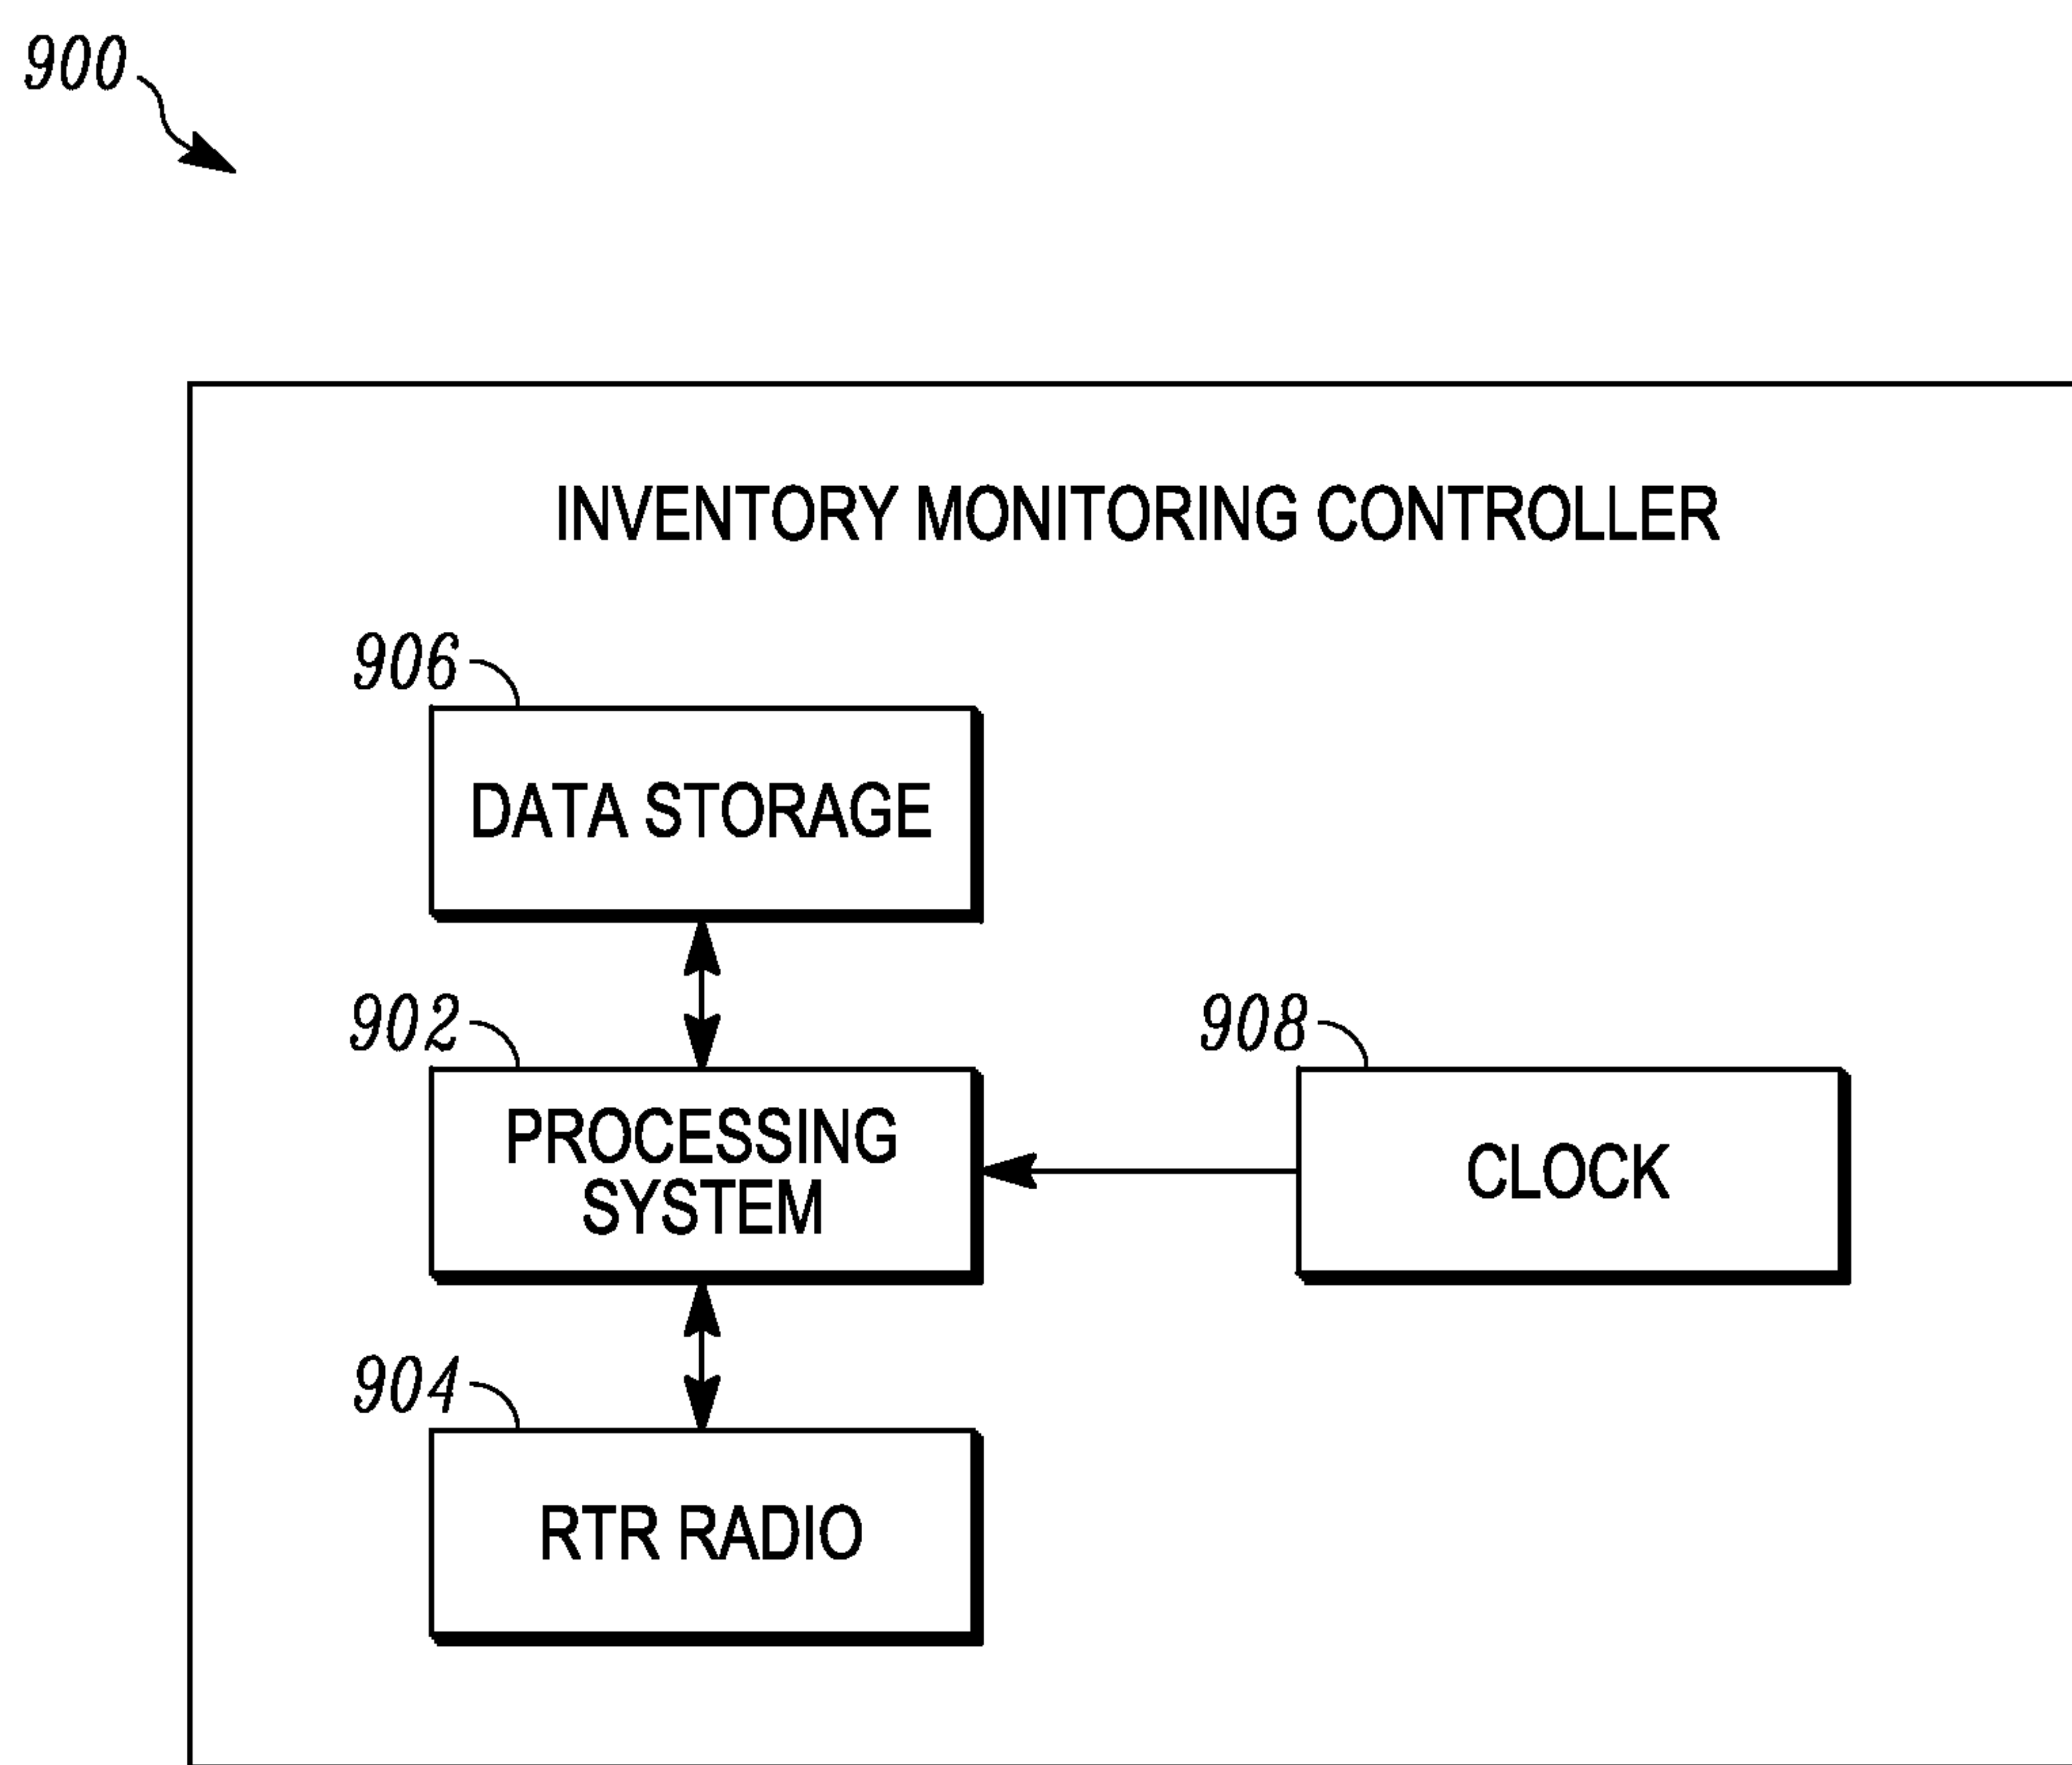 900
INVENTORY MONITORING CONTROLLER
906
DATA STORAGE
902
PROCESSING
SYSTEM
908
CLOCK
904
RTR RADIO